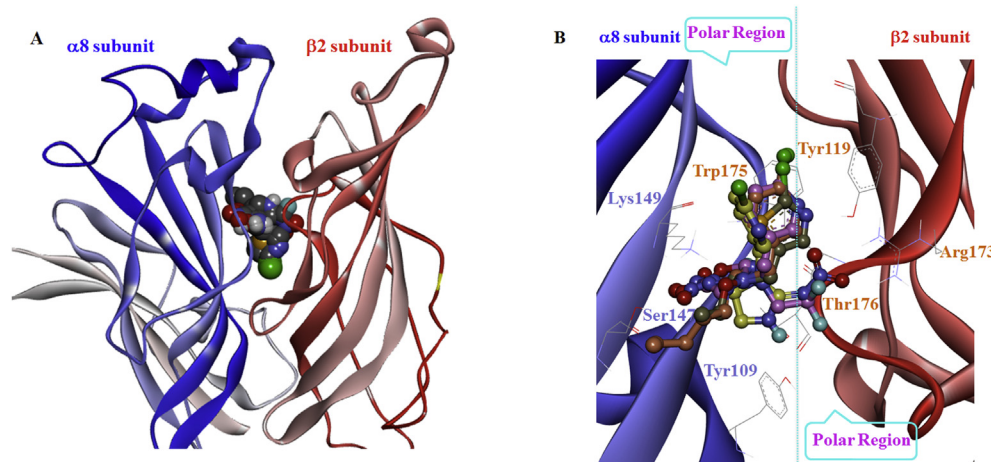 A
α8 subunit
β2 subunit
B
α8 subunit
Polar Region
β2 subunit
Tyr119
Trp175
Lys149
Arg173
Thr176
Ser147
Tyr109
Polar Region